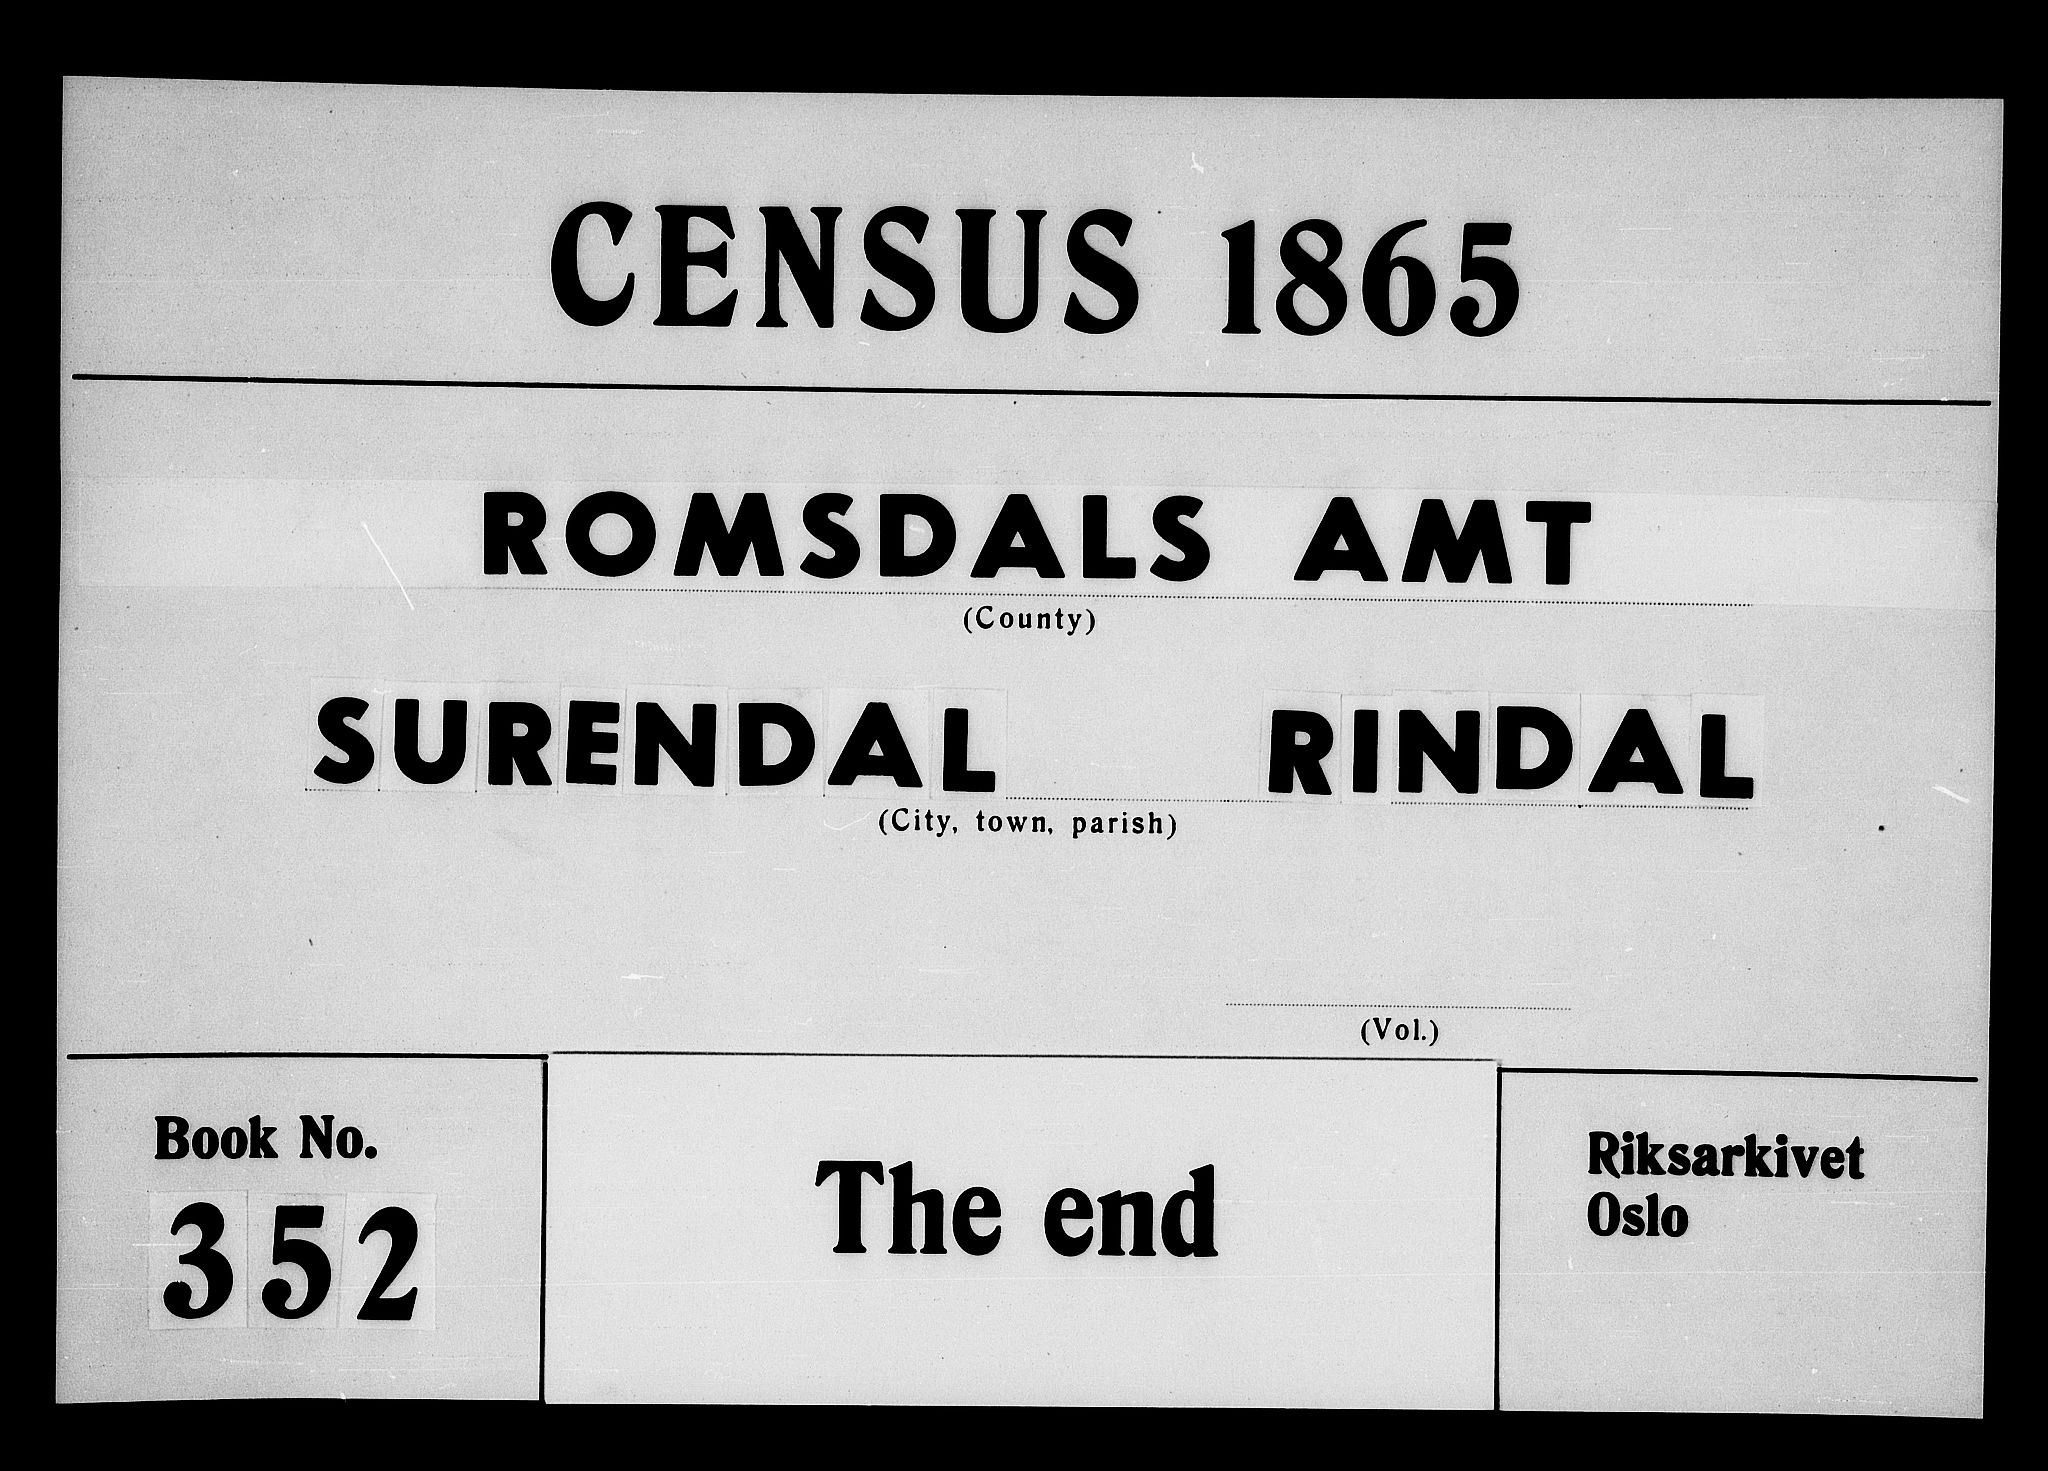 CENSUS 1865
ROMSDALS AMT
(County)
SURENDAL RINDAL
(City, town, parish)
(Vol.)
Book No.
352
The end
Riksarkivet
Oslo